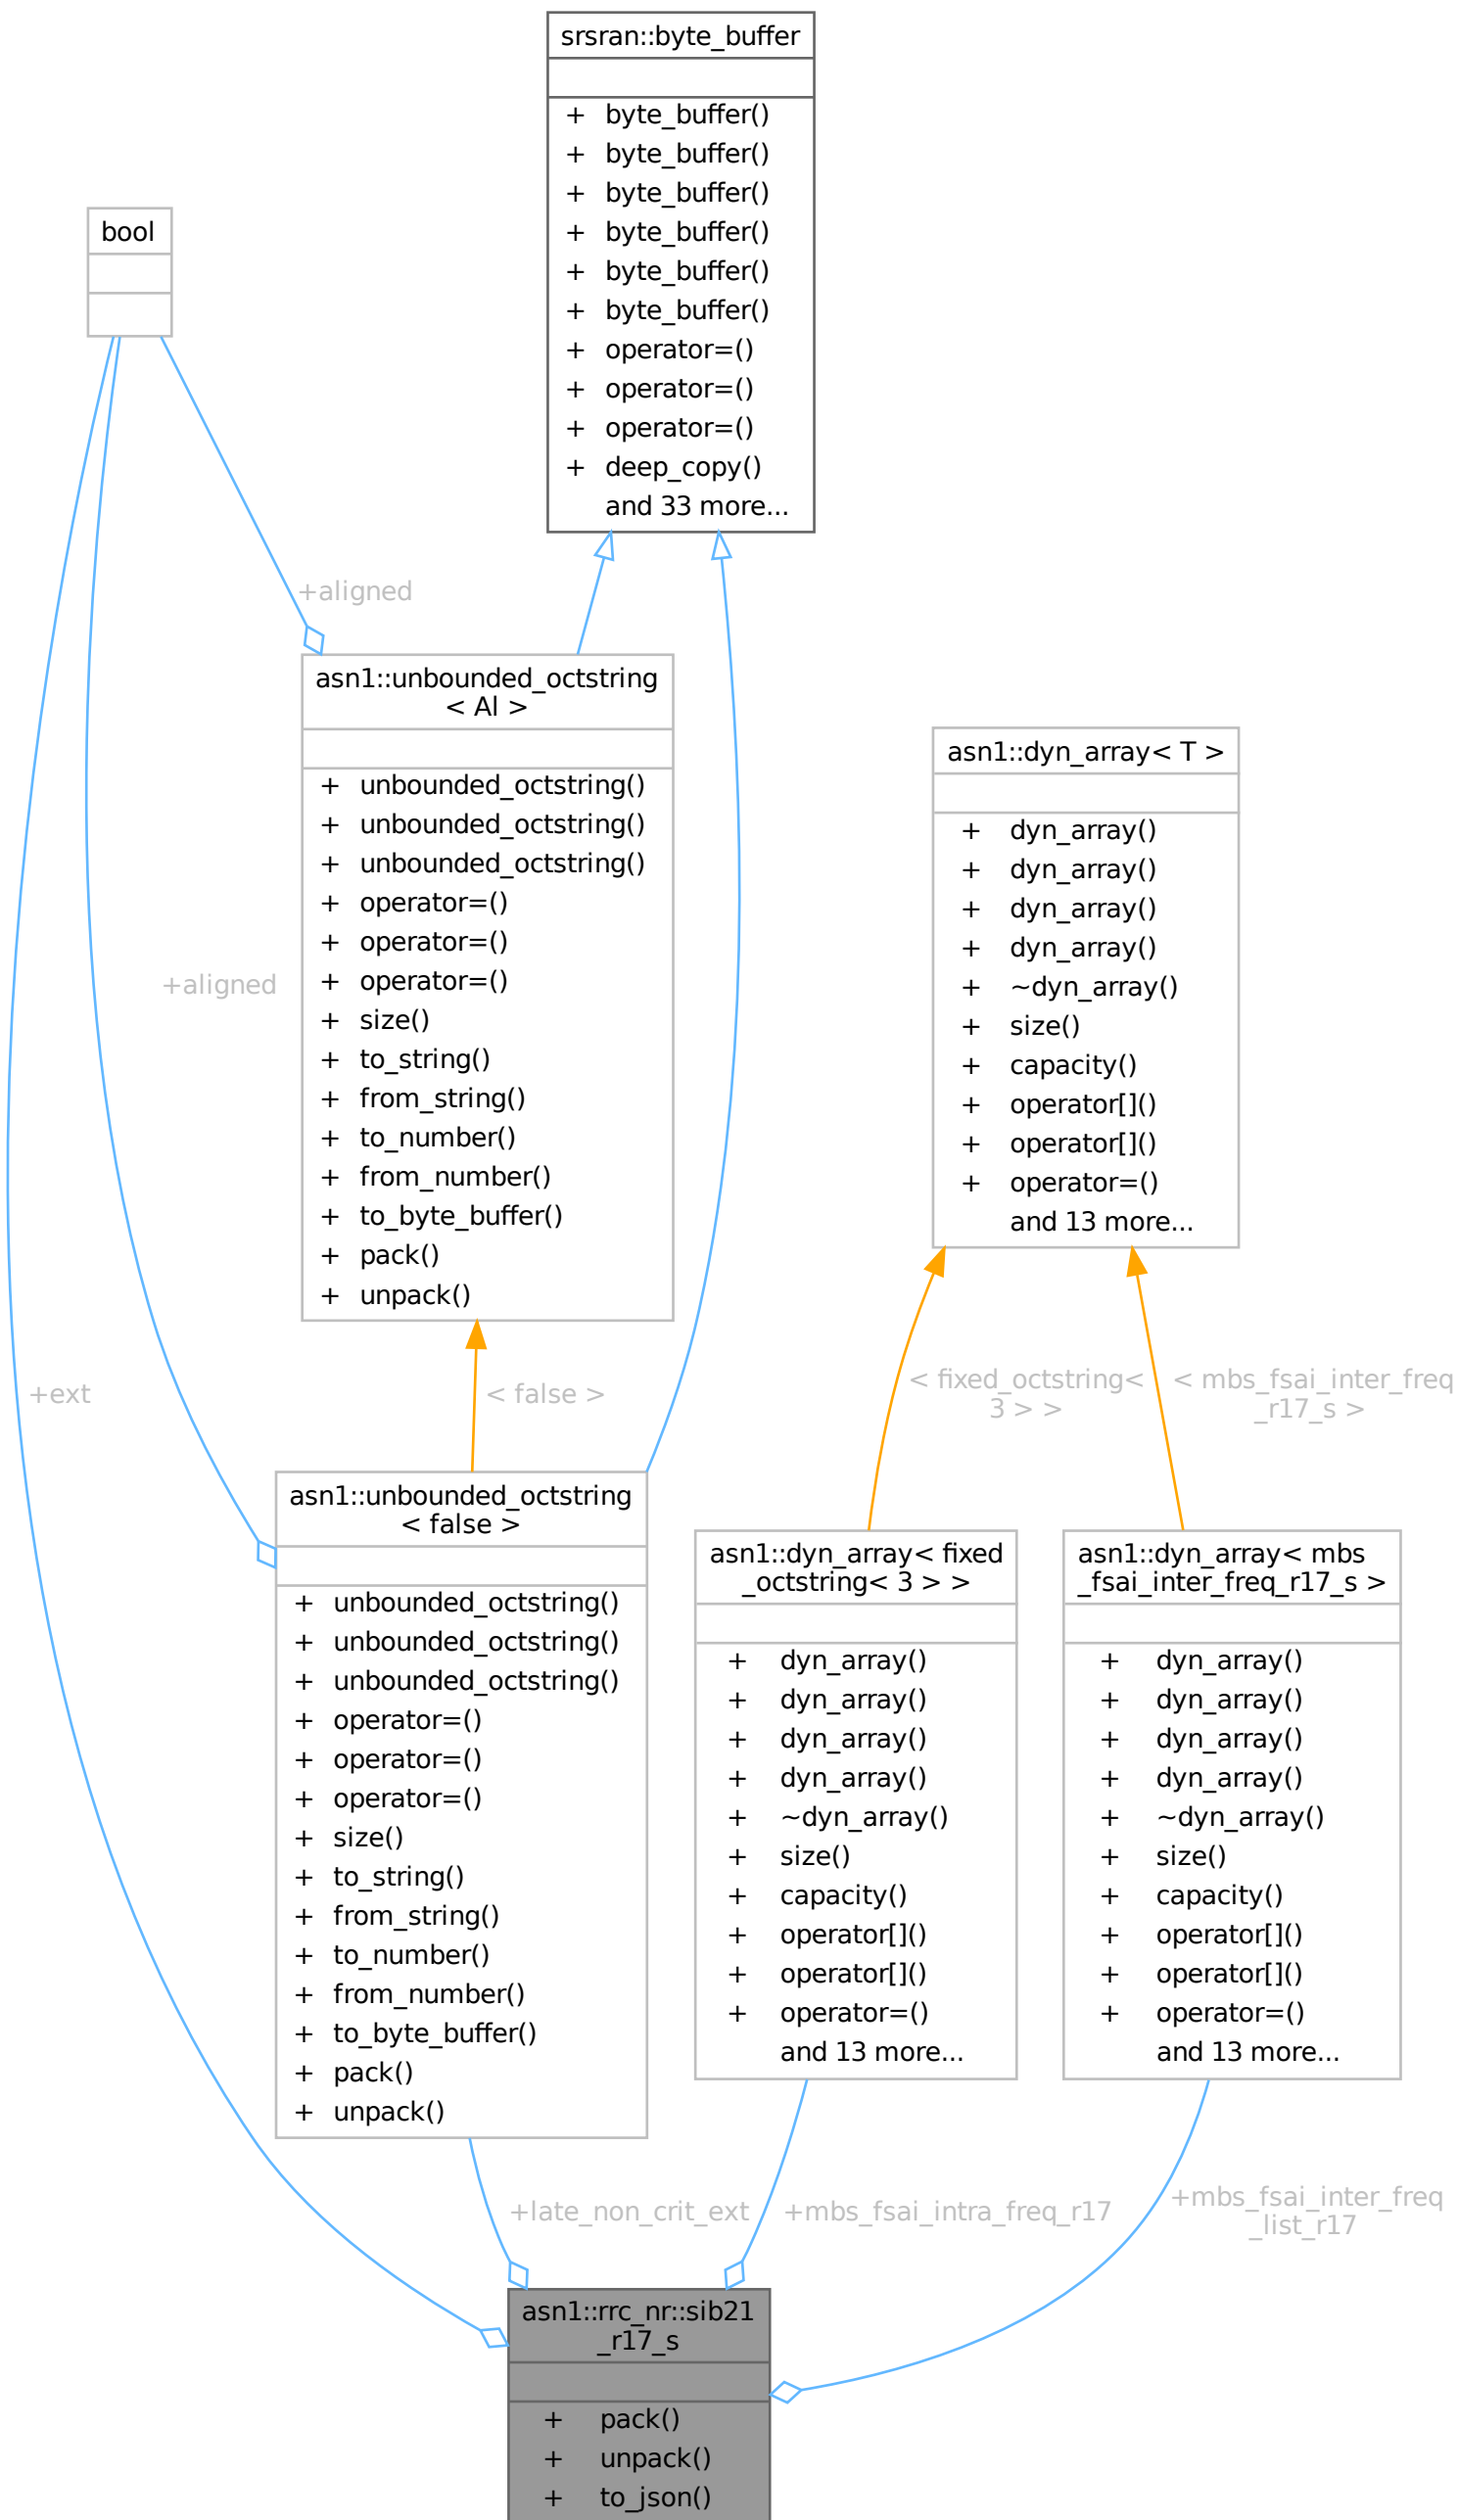 srsran::byte_buffer
+ byte_buffer()
+ byte_buffer()
+ byte_buffer()
+ byte_buffer()
+ byte_buffer()
+ byte_buffer()
+ operator=()
+ operator=()
+ operator=()
+ deep_copy()
and 33 more...
bool
+aligned
asn1::unbounded_octstring
< Al >
+ unbounded_octstring()
+ unbounded_octstring()
+ unbounded_octstring()
+ operator=()
+ operator=()
+ operator=()
+ size()
+ to_string()
+ from_string()
+ to_number()
+ from_number()
+ to_byte_buffer()
+ pack()
+ unpack()
asn1::dyn_array< T >
+ dyn_array()
+ dyn_array()
+ dyn_array()
+ dyn_array()
+ ~dyn_array()
+ size()
+ capacity()
+ operator[]()
+ operator[]()
+ operator=()
and 13 more...
+aligned
+ext
< false >
< fixed_octstring<
3 > >
< mbs_fsai_inter_freq
_r17_s >
asn1::unbounded_octstring
< false >
+ unbounded_octstring()
+ unbounded_octstring()
+ unbounded_octstring()
+ operator=()
+ operator=()
+ operator=()
+ size()
+ to_string()
+ from_string()
+ to_number()
+ from_number()
+ to_byte_buffer()
+ pack()
+ unpack()
asn1::dyn_array< fixed
_octstring< 3 > >
+ dyn_array()
+ dyn_array()
+ dyn_array()
+ dyn_array()
+ ~dyn_array()
+ size()
+ capacity()
+ operator[]()
+ operator[]()
+ operator=()
and 13 more...
asn1::dyn_array< mbs
_fsai_inter_freq_r17_s >
+ dyn_array()
+ dyn_array()
+ dyn_array()
+ dyn_array()
+ ~dyn_array()
+ size()
+ capacity()
+ operator[]()
+ operator[]()
+ operator=()
and 13 more...
+late_non_crit_ext
+mbs_fsai_intra_freq_r17
+mbs_fsai_inter_freq
_list_r17
asn1::rrc_nr::sib21
_r17_s
+ pack()
+ unpack()
+ to_json()